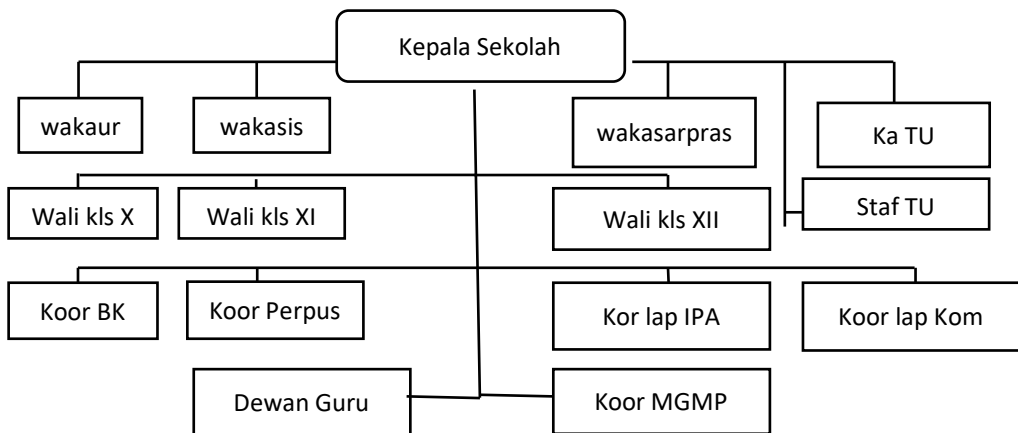 Kepala Sekolah
wakaur
wakasis
wakasarpras
Ka TU
Wali kls X
Wali kls XI
Wali kls XII
Staf TU
Koor BK
Koor Perpus
Kor lap IPA
Koor lap Kom
Dewan Guru
Koor MGMP